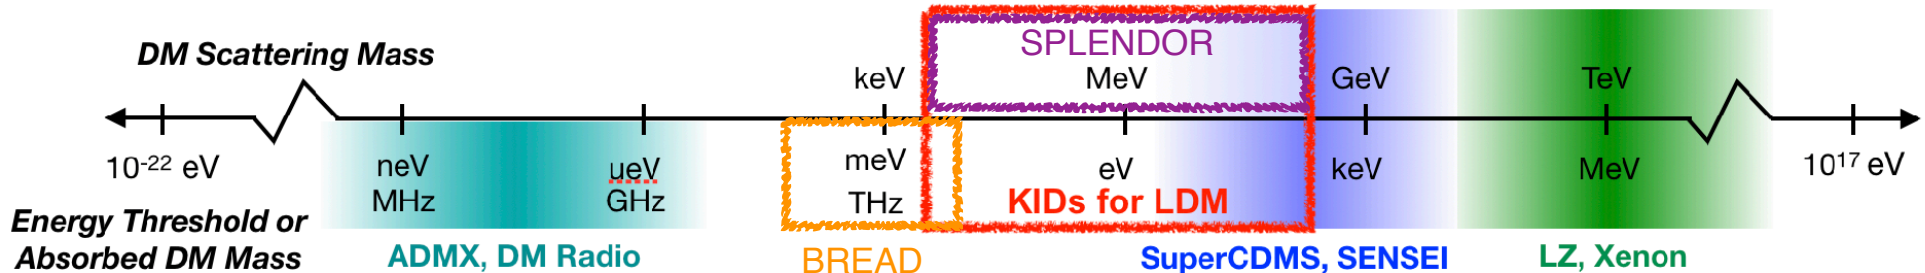 SPLENDOR
DM Scattering Mass
keV MeV GeV TeV
10-22 eV neV ueV meV eV keV MeV 10¹⁷ eV
MHz GHz THz KIDs for LDM
Energy Threshold or
Absorbed DM Mass
ADMX, DM Radio BREAD SuperCDMS, SENSEI LZ, Xenon